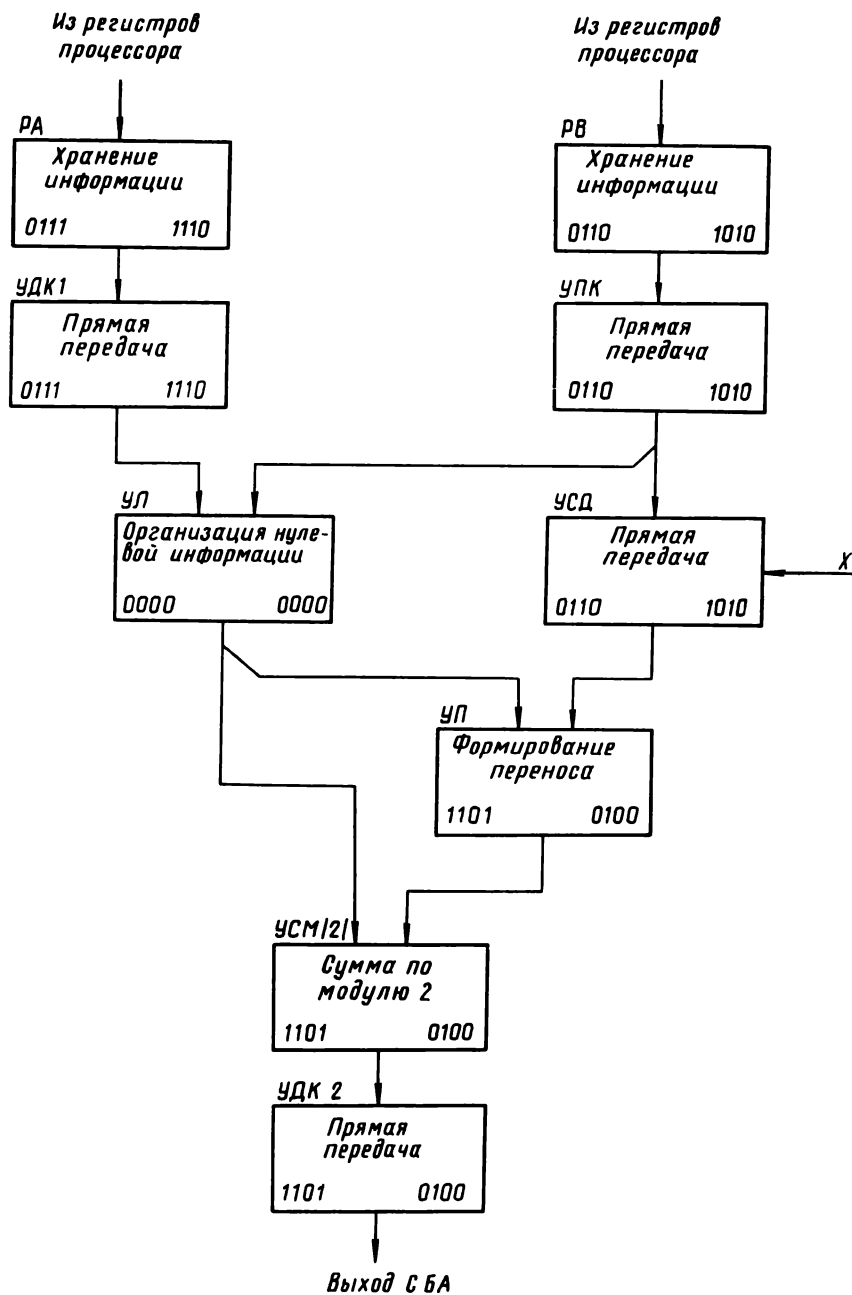 Из регистров
процессора
Из регистров
процессора
РА
Хранение
информации
0111 1110
РВ
Хранение
информации
0110 1010
УДК1
Прямая
передача
0111 1110
УПК
Прямая
передача
0110 1010
УЛ
Организация нуле-
вой информации
0000 0000
УСД
Прямая
передача
0110 1010
X
УП
Формирование
переноса
1101 0100
УСМ|2|
Сумма по
модулю 2
1101 0100
УДК 2
Прямая
передача
1101 0100
Выход СБА